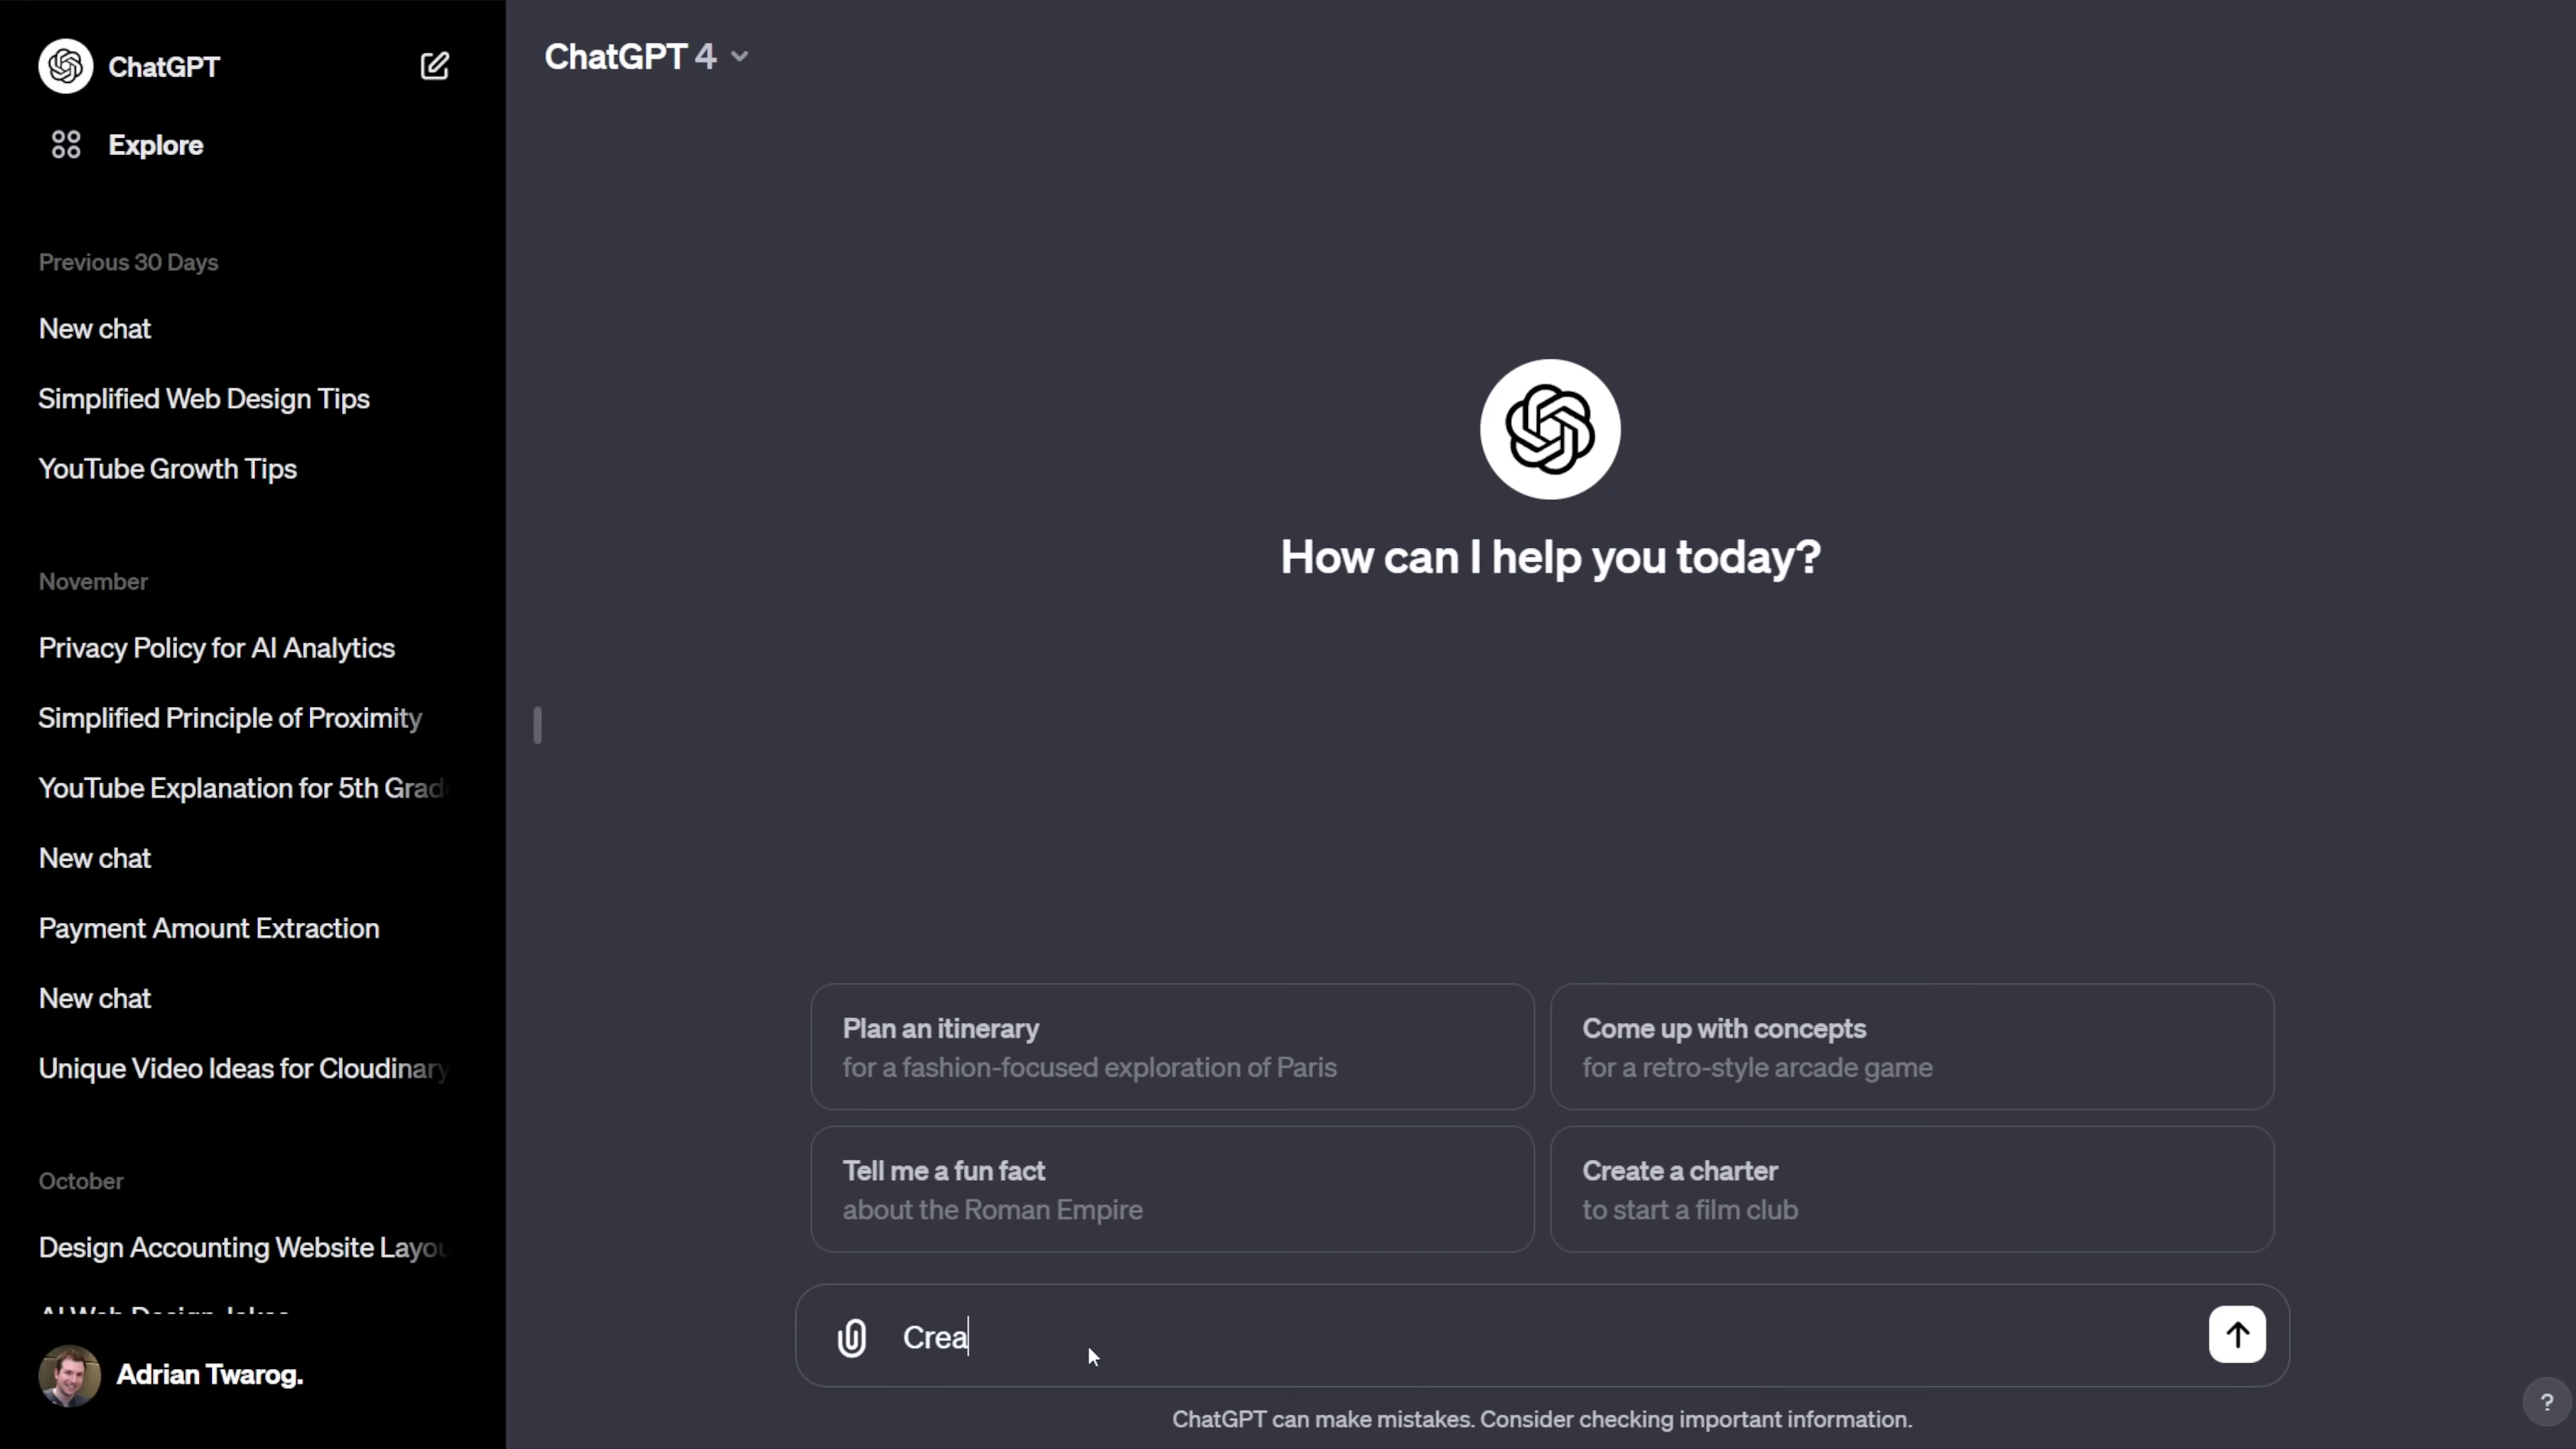 ChatGPT
Explore
Previous 30 Days
New chat
Simplified Web Design Tips
YouTube Growth Tips
November
Privacy Policy for AI Analytics
Simplified Principle of Proximity
YouTube Explanation for 5th Grad
New chat
Payment Amount Extraction
New chat
Unique Video Ideas for Cloudinary
October
Design Accounting Website Layou
AI Web Design Jokes
Adrian Twarog.
ChatGPT 4
How can I help you today?
Plan an itinerary
for a fashion-focused exploration of Paris
Come up with concepts
for a retro-style arcade game
Tell me a fun fact
about the Roman Empire
Create a charter
to start a film club
Crea
ChatGPT can make mistakes. Consider checking important information.
?